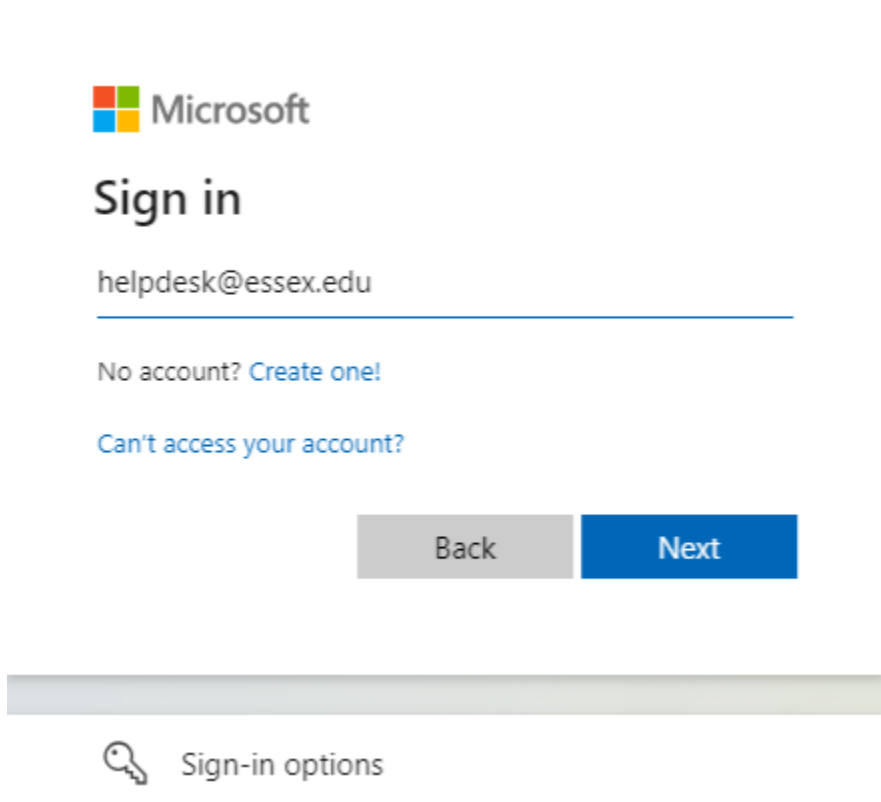 Microsoft
Sign in
helpdesk@essex.edu
No account? Create one!
Can't access your account?
Back
Next
Sign-in options